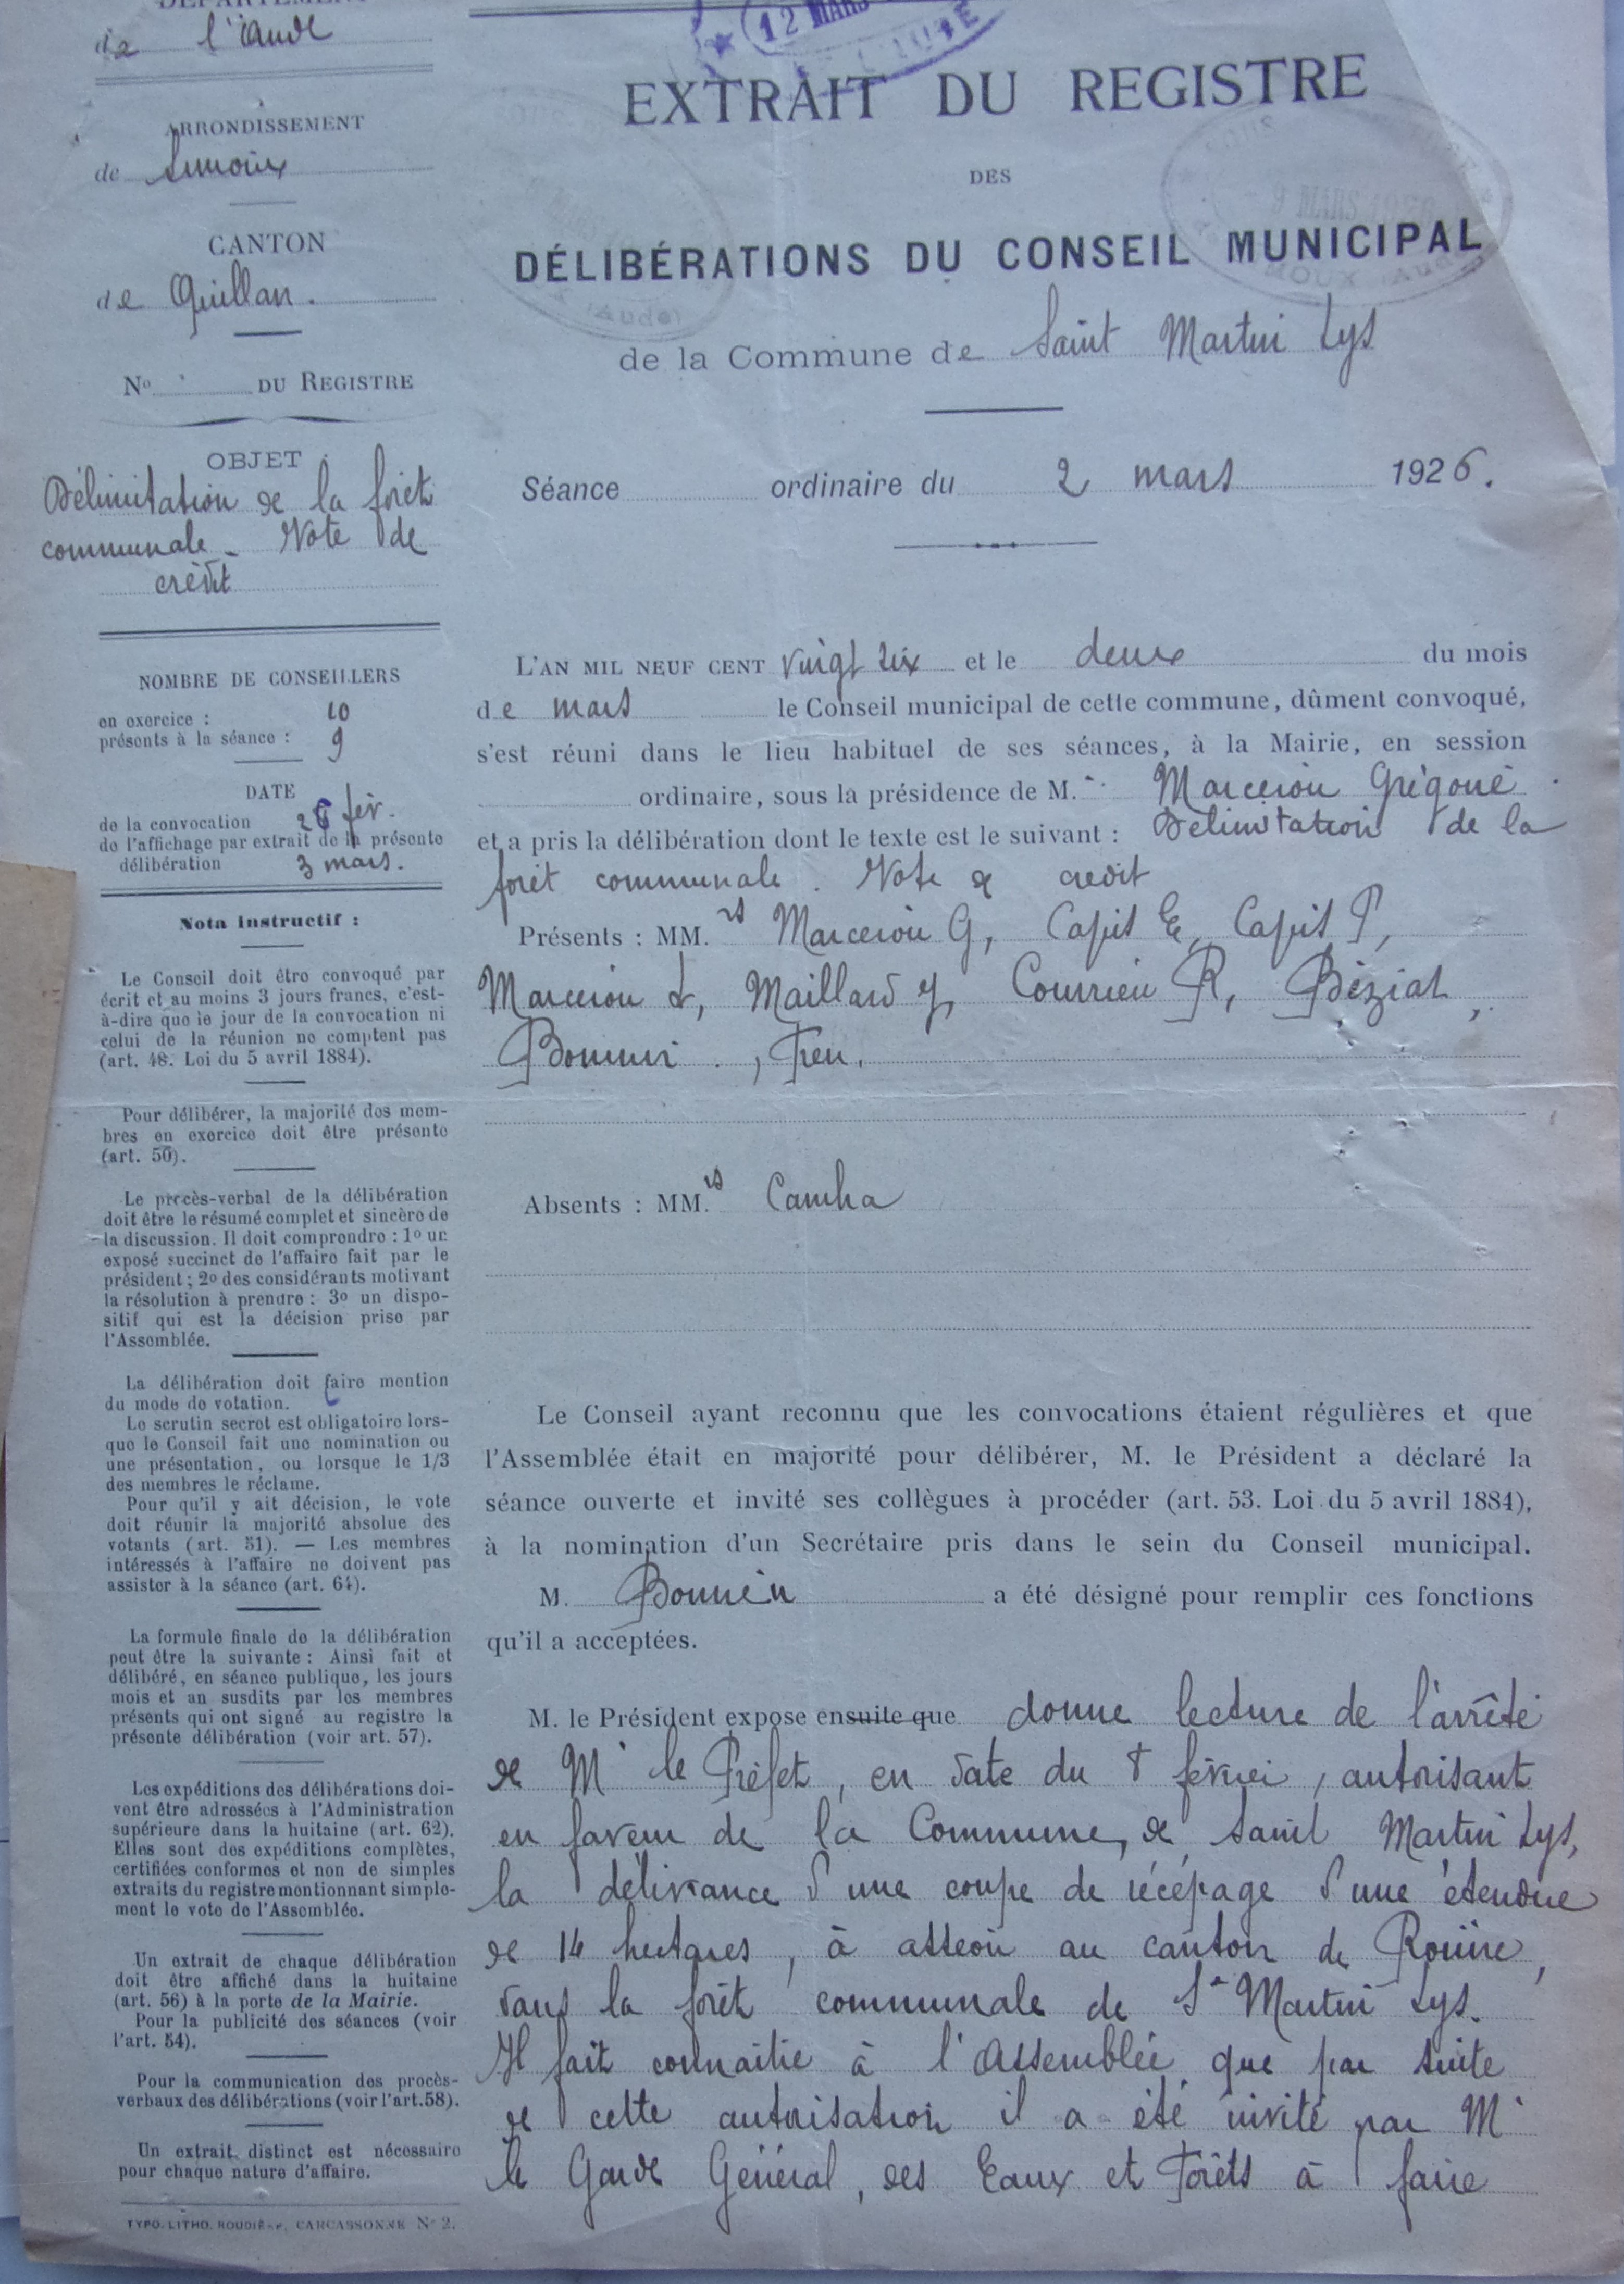 DÉPARTEMENT
de l'Aude
ARRONDISSEMENT
de Limoux
CANTON
de Quillan.
No DU REGISTRE
OBJET
Délimitation de la forêt
communale - Vote de
crédit
NOMBRE DE CONSEILLERS
en exercice : 10
présents à la séance : 9
DATE
de la convocation 26 fév.
de l'affichage par extrait de la présente
délibération 3 mars.
Nota Instructif :
Le Conseil doit être convoqué par
écrit et au moins 3 jours francs, c'est-
à-dire que le jour de la convocation ni
celui de la réunion ne comptent pas
(art. 48. Loi du 5 avril 1884).
Pour délibérer, la majorité des mem-
bres en exercice doit être présente
(art. 50).
Le procès-verbal de la délibération
doit être le résumé complet et sincère de
la discussion. Il doit comprendre : 1o un
exposé succinct de l'affaire fait par le
président ; 2o des considérants motivant
la résolution à prendre : 3o un dispo-
sitif qui est la décision prise par
l'Assemblée.
La délibération doit faire mention
du mode de votation.
Le scrutin secret est obligatoire lors-
que le Conseil fait une nomination ou
une présentation, ou lorsque le 1/3
des membres le réclame.
Pour qu'il y ait décision, le vote
doit réunir la majorité absolue des
votants (art. 51). — Les membres
intéressés à l'affaire ne doivent pas
assister à la séance (art. 64).
La formule finale de la délibération
peut être la suivante : Ainsi fait et
délibéré, en séance publique, les jours
mois et an susdits par les membres
présents qui ont signé au registre la
présente délibération (voir art. 57).
Les expéditions des délibérations doi-
vent être adressées à l'Administration
supérieure dans la huitaine (art. 62).
Elles sont des expéditions complètes,
certifiées conformes et non de simples
extraits du registre mentionnant simple-
ment le vote de l'Assemblée.
Un extrait de chaque délibération
doit être affiché dans la huitaine
(art. 56) à la porte de la Mairie.
Pour la publicité des séances (voir
l'art. 54).
Pour la communication des procès-
verbaux des délibérations (voir l'art. 58).
Un extrait distinct est nécessaire
pour chaque nature d'affaire.
TYPO. LITHO. ROUDIÈRE, CARCASSONNE No 2.
12 MARS
EXTRAIT DU REGISTRE
DES
9 MARS
DÉLIBÉRATIONS DU CONSEIL MUNICIPAL
(Aude)
de la Commune de Saint Martin Lys
Séance ordinaire du 2 mars 1926.
L'AN MIL NEUF CENT vingt six et le deux du mois
de mars le Conseil municipal de cette commune, dûment convoqué,
s'est réuni dans le lieu habituel de ses séances, à la Mairie, en session
ordinaire, sous la présidence de M. Marcerou Grégoire
et a pris la délibération dont le texte est le suivant : Délimitation de la
forêt communale. Vote de crédit
Présents : MM.rs Marcerou G, Capis E, Capis P,
Marcerou L, Maillard J, Courrieu R, Béziat,
Bonnin, Freu.
Absents : MM.rs
Le Conseil ayant reconnu que les convocations étaient régulières et que
l'Assemblée était en majorité pour délibérer, M. le Président a déclaré la
séance ouverte et invité ses collègues à procéder (art. 53. Loi du 5 avril 1884),
à la nomination d'un Secrétaire pris dans le sein du Conseil municipal.
M. Bonnin a été désigné pour remplir ces fonctions
qu'il a acceptées.
M. le Président expose ensuite que donne lecture de l'arrêté
de Mr le Préfet, en date du 8 février, autorisant
en faveur de la Commune, de Saint Martin Lys,
la délivrance d'une coupe de récépage d'une étendue
de 14 hectares, à asseoir au canton de Rouïre,
dans la forêt communale de St Martin Lys.
Il fait connaitre à l'Assemblée que par suite
de cette autorisation il a été invité par Mr
le Garde Général, des Eaux et Forêts à faire